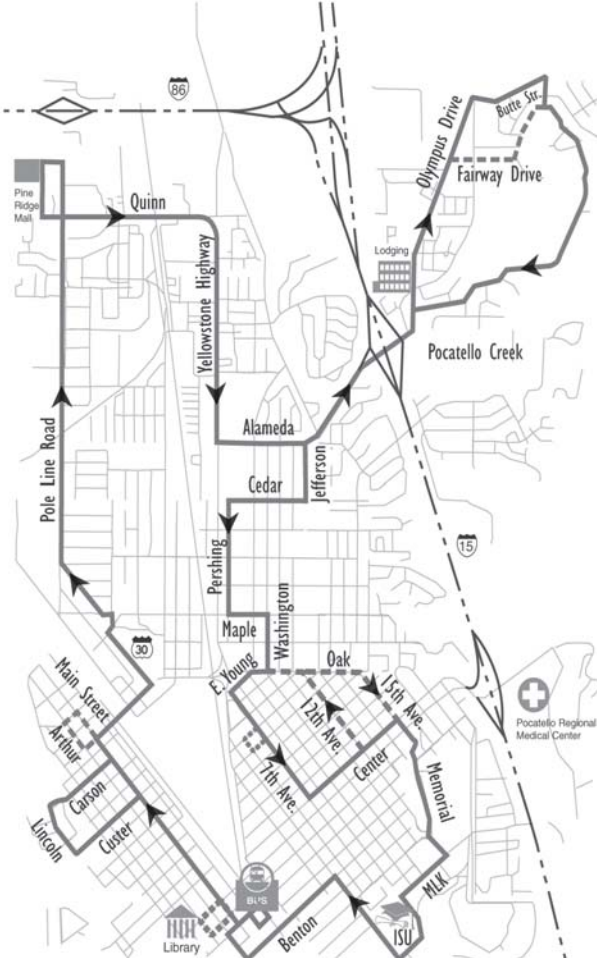 86
Butte Str.
Olympus Drive
Fairway Drive
Pine
Ridge
Mall
Quinn
Lodging
Yellowstone Highway
Pocatello Creek
Alameda
Pole Line Road
Cedar
Jefferson
15
Pershing
Washington
Maple
30
E. Young
Oak
Main Street
15th Ave.
12th Ave.
Pocatello Regional
Medical Center
Arthur
Center
7th Ave.
Memorial
Carson
Lincoln
Custer
MLK
BUS
Benton
ISU
Library